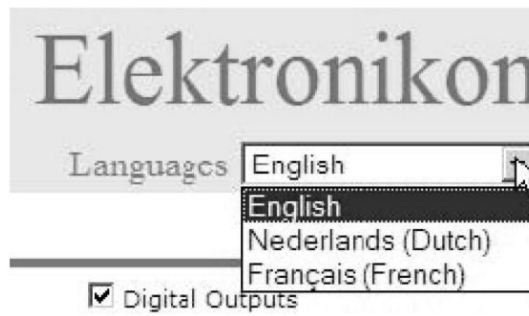 Elektronikon
Languages English
English
Nederlands (Dutch)
Français (French)
Digital Outputs